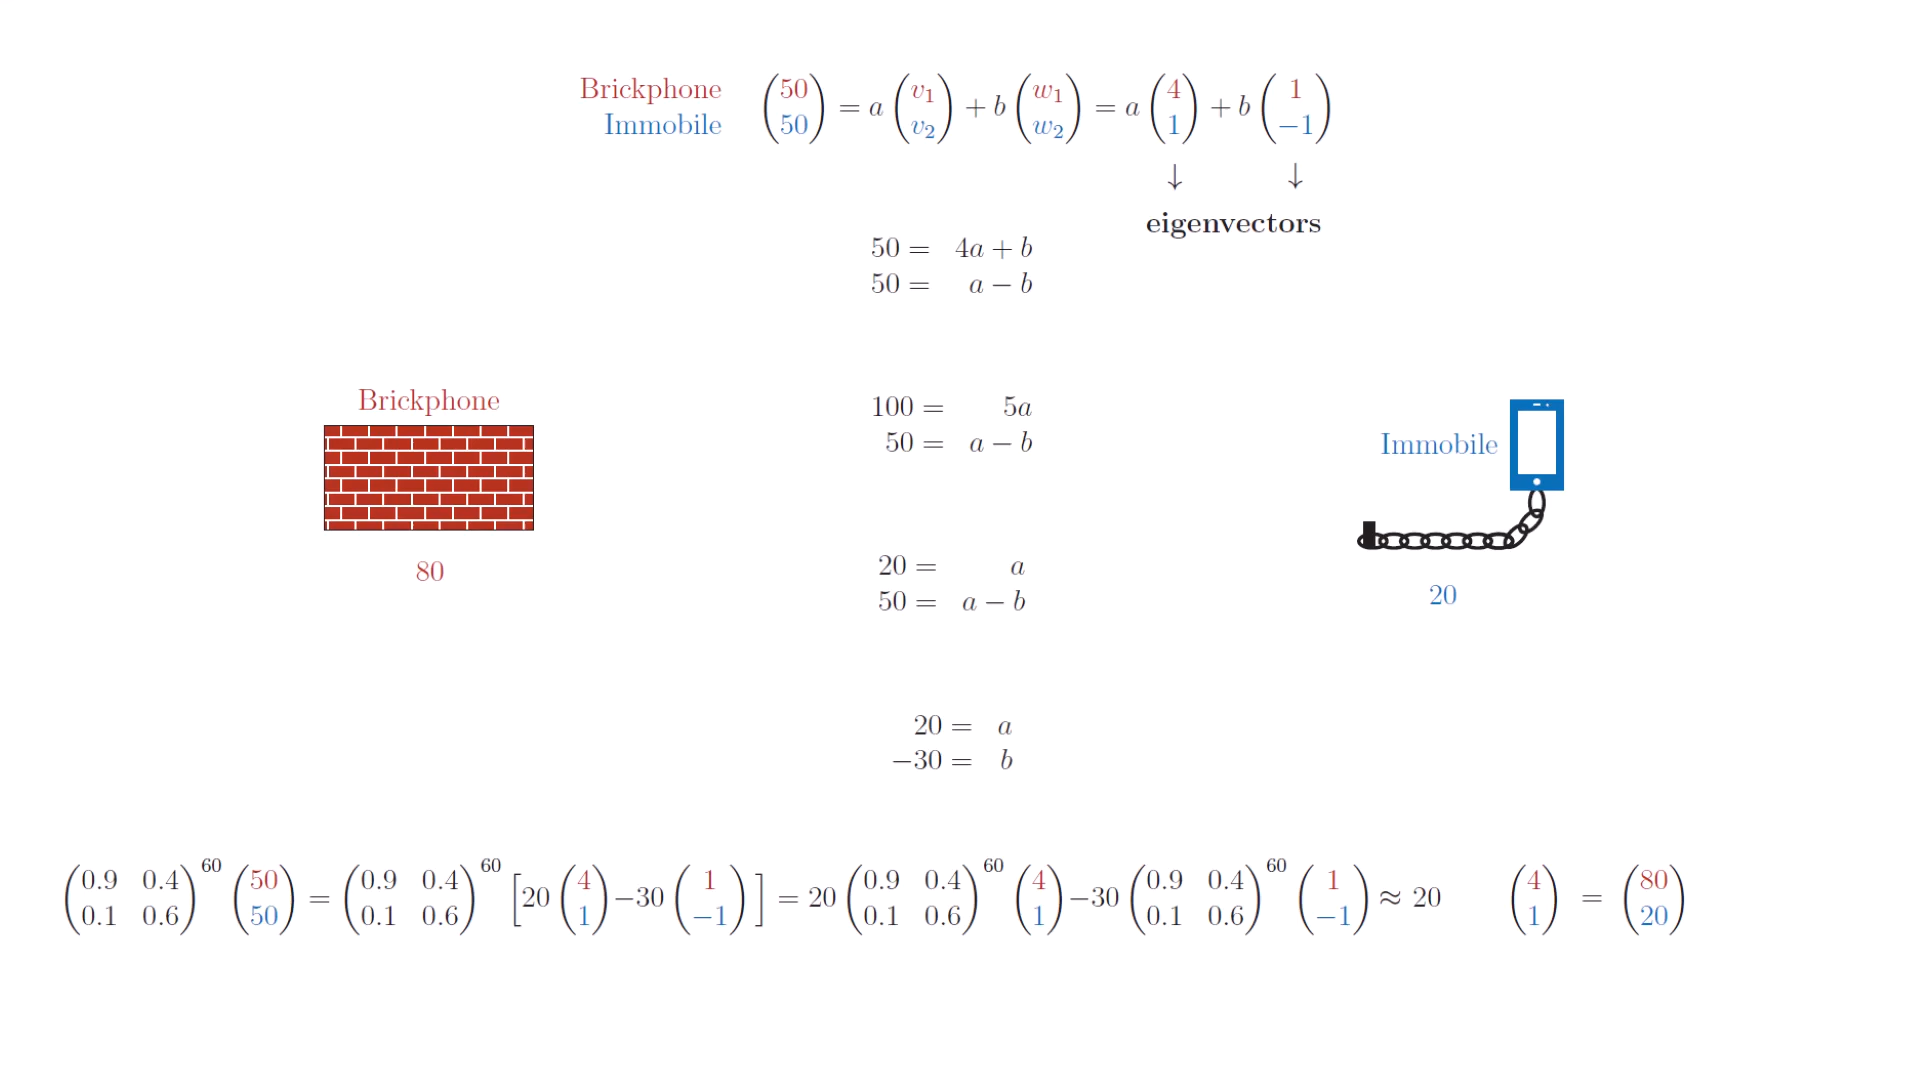 Brickphone
Immobile
(50 50) = a (v₁ v₂) + b (w₁ w₂) = a (4 1) + b (1 −1)
↓ ↓
eigenvectors
50 = 4a + b
50 = a − b
100 = 5a
50 = a − b
Brickphone
80
Immobile
20
20 = a
50 = a − b
20 = a
−30 = b
(0.9 0.4 0.1 0.6)⁶⁰ (50 50) = (0.9 0.4 0.1 0.6)⁶⁰ [20 (4 1) −30 (1 −1)] = 20 (0.9 0.4 0.1 0.6)⁶⁰ (4 1) −30 (0.9 0.4 0.1 0.6)⁶⁰ (1 −1) ≈ 20 (4 1) = (80 20)